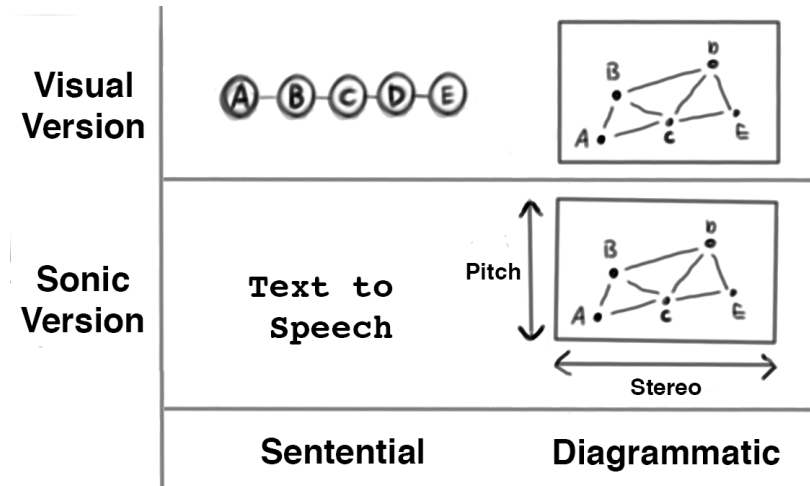 Visual
Version
A B C D E
B D
A C E
Sonic
Version
Text to
Speech
Pitch
B D
A C E
Stereo
Sentential Diagrammatic